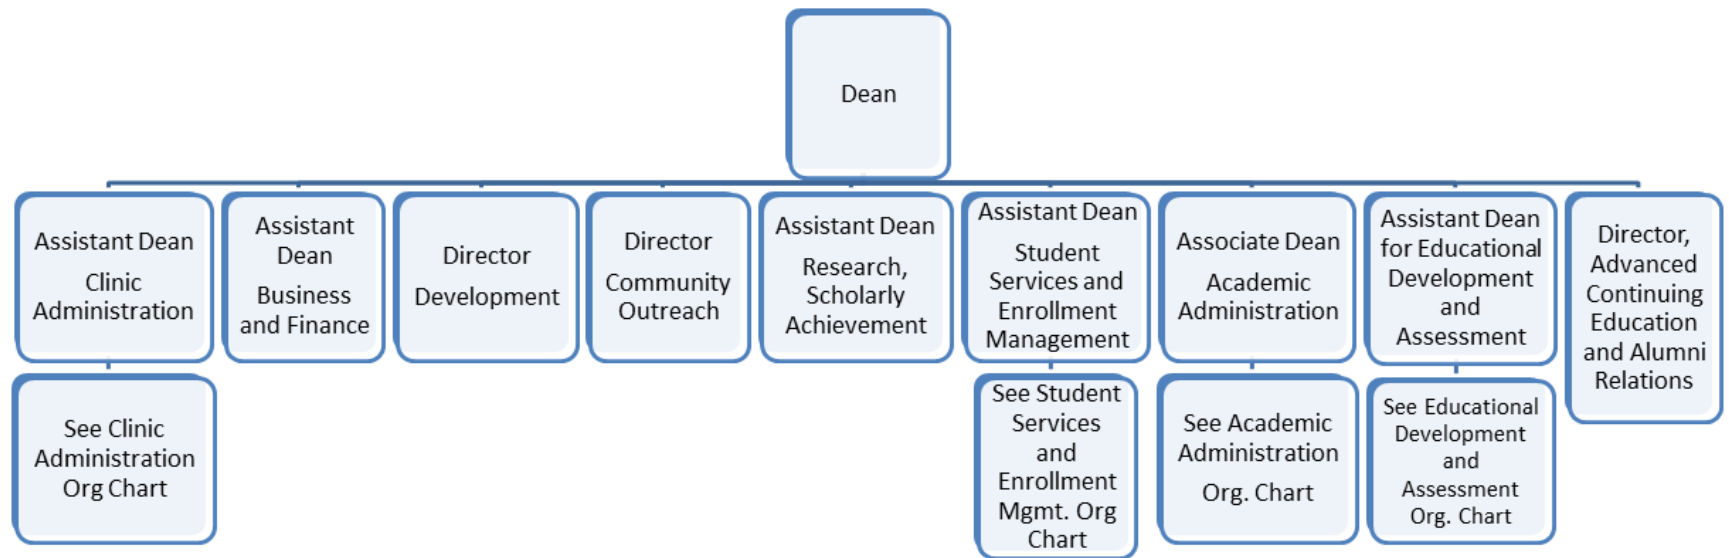 Dean
Assistant Dean
Clinic
Administration
Assistant
Dean
Business
and Finance
Director
Development
Director
Community
Outreach
Assistant Dean
Research,
Scholarly
Achievement
Assistant Dean
Student
Services and
Enrollment
Management
Associate Dean
Academic
Administration
Assistant Dean
for Educational
Development
and
Assessment
Director,
Advanced
Continuing
Education
and Alumni
Relations
See Clinic
Administration
Org Chart
See Student
Services
and
Enrollment
Mgmt. Org
Chart
See Academic
Administration
Org. Chart
See Educational
Development
and
Assessment
Org. Chart